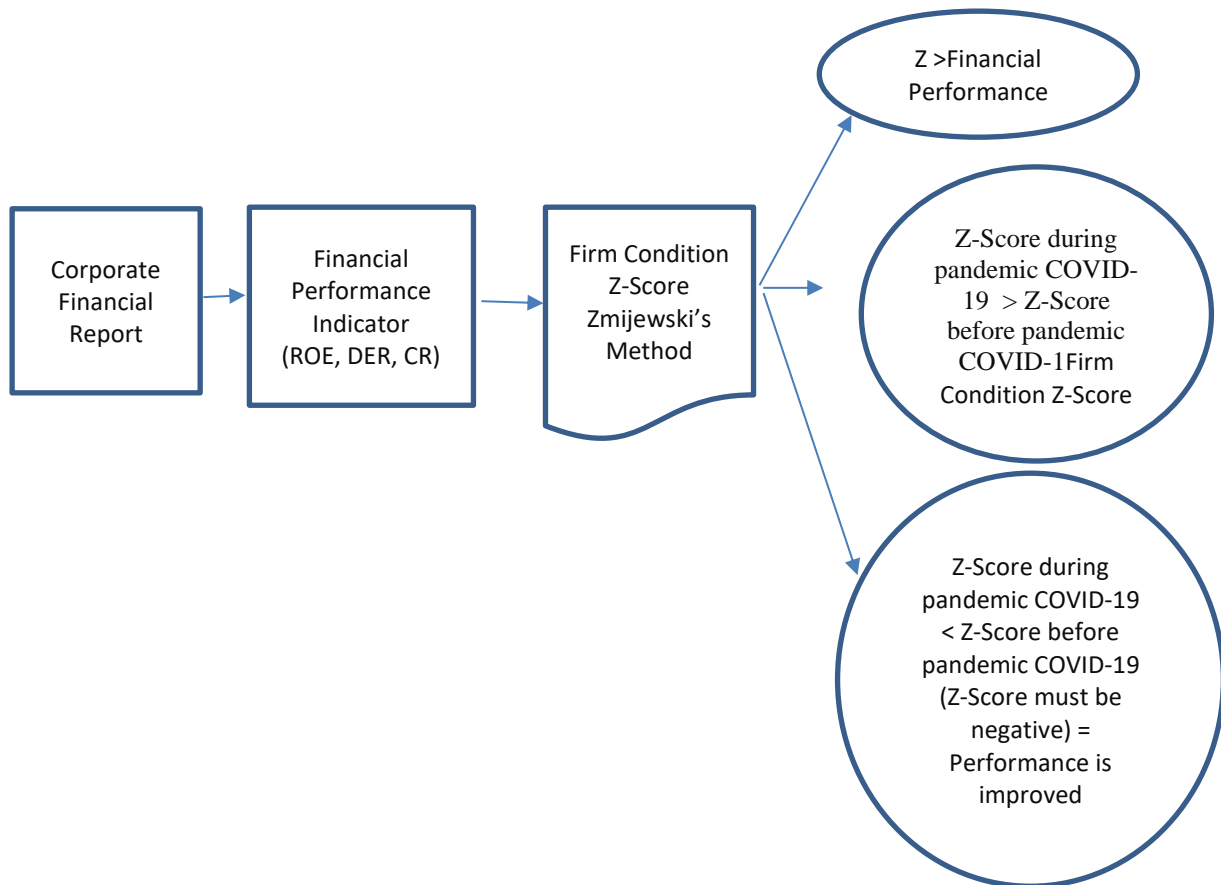 Corporate
Financial
Report
Financial
Performance
Indicator
(ROE, DER, CR)
Firm Condition
Z-Score
Zmijewski’s
Method
Z >Financial
Performance
Z-Score during
pandemic COVID-
19 > Z-Score
before pandemic
COVID-1Firm
Condition Z-Score
Z-Score during
pandemic COVID-19
< Z-Score before
pandemic COVID-19
(Z-Score must be
negative) =
Performance is
improved